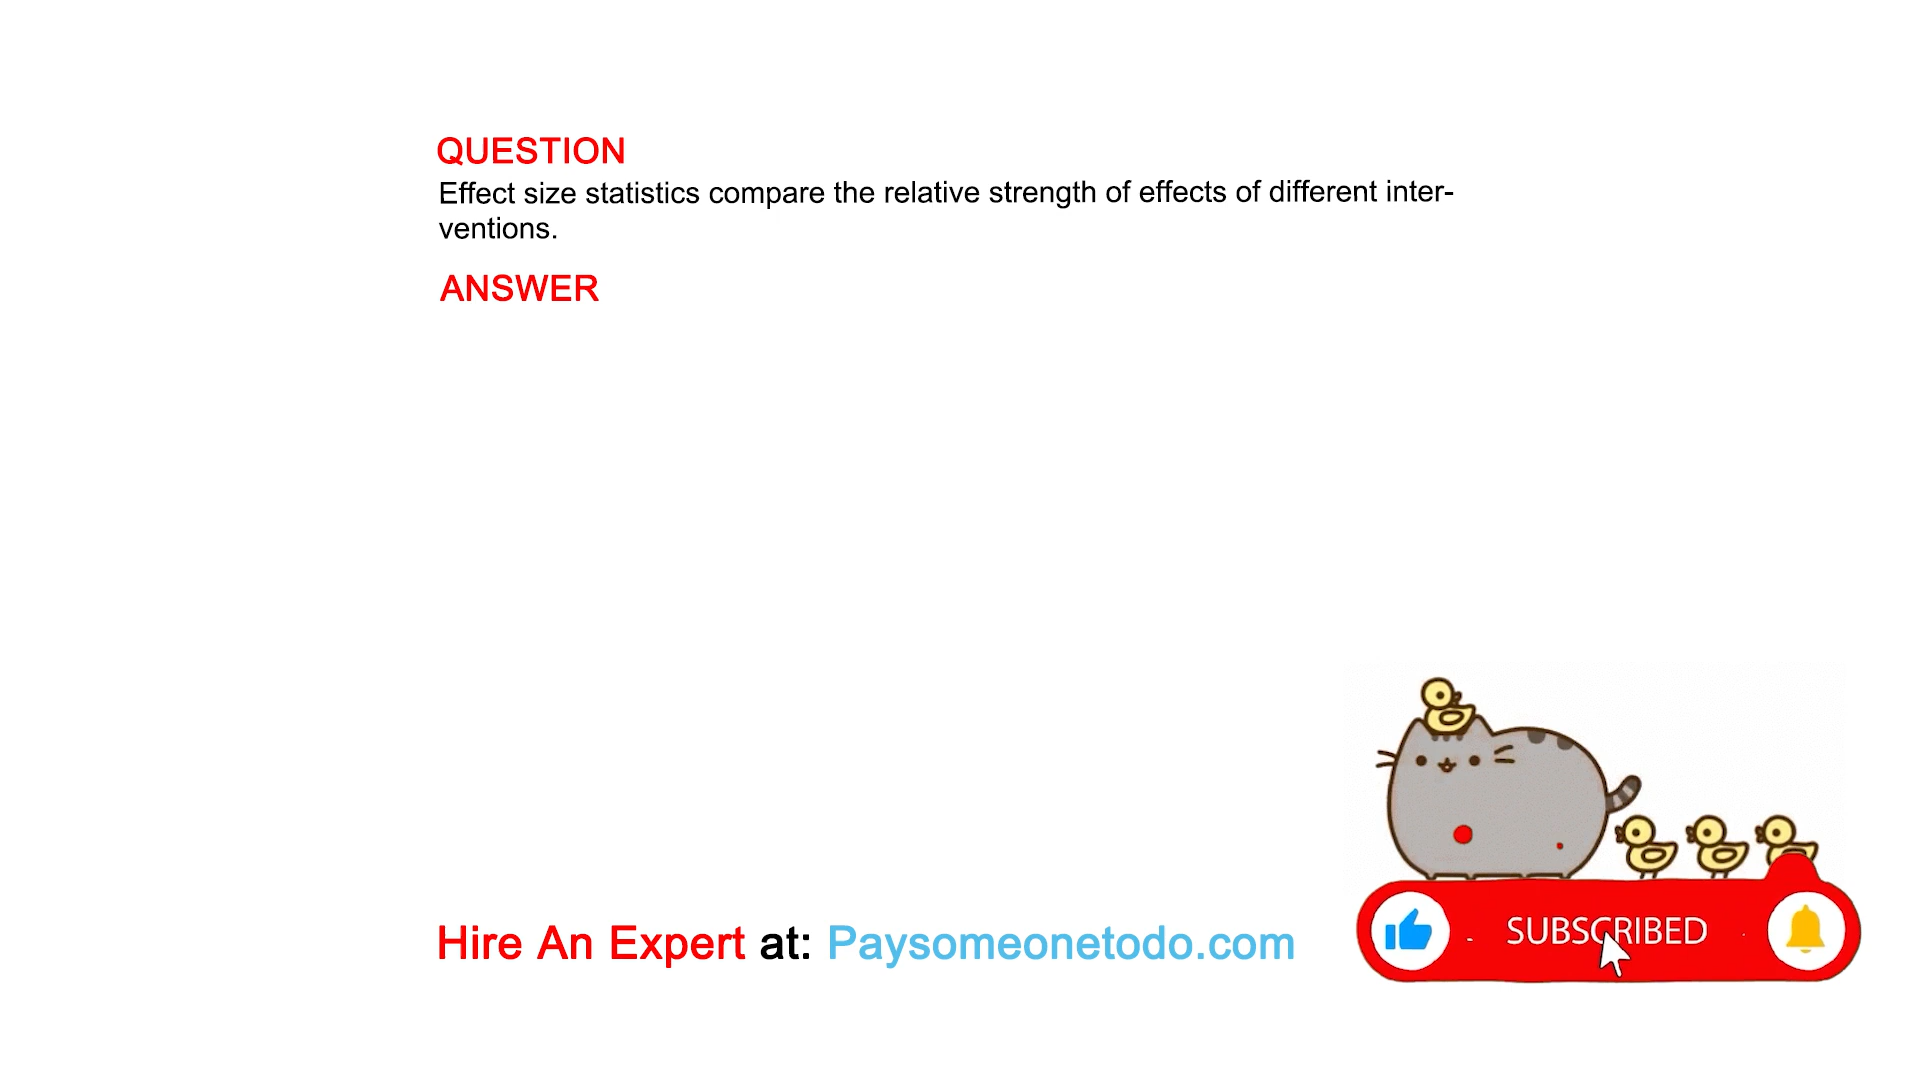 QUESTION
Effect size statistics compare the relative strength of effects of different inter-
ventions.
ANSWER
Hire An Expert at: Paysomeonetodo.com
SUBSCRIBED